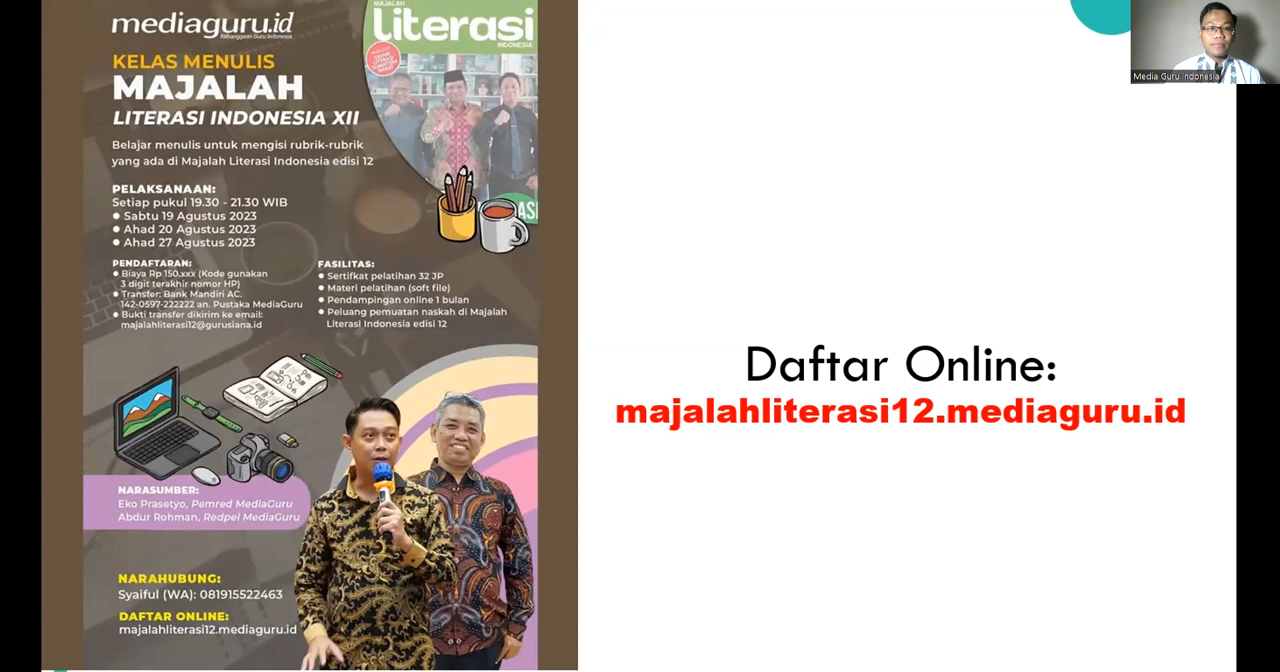 mediaguru.id
Kebanggaan Guru Indonesia
MAJALAH
literasi
INDONESIA
KELAS MENULIS
MAJALAH
LITERASI INDONESIA XII
Belajar menulis untuk mengisi rubrik-rubrik
yang ada di Majalah Literasi Indonesia edisi 12
PELAKSANAAN:
Setiap pukul 19.30 - 21.30 WIB
● Sabtu 19 Agustus 2023
● Ahad 20 Agustus 2023
● Ahad 27 Agustus 2023
PENDAFTARAN:
● Biaya Rp 150.xxx (Kode gunakan
3 digit terakhir nomor HP)
● Transfer: Bank Mandiri AC.
142-0597-222222 an. Pustaka MediaGuru
● Bukti transfer dikirim ke email:
majalahliterasi12@gurusiana.id
FASILITAS:
● Sertifkat pelatihan 32 JP
● Materi pelatihan (soft file)
● Pendampingan online 1 bulan
● Peluang pemuatan naskah di Majalah
Literasi Indonesia edisi 12
NARASUMBER:
Eko Prasetyo, Pemred MediaGuru
Abdur Rohman, Redpel MediaGuru
NARAHUBUNG:
Syaiful (WA): 081915522463
DAFTAR ONLINE:
majalahliterasi12.mediaguru.id
Daftar Online:
majalahliterasi12.mediaguru.id
Media Guru Indonesia